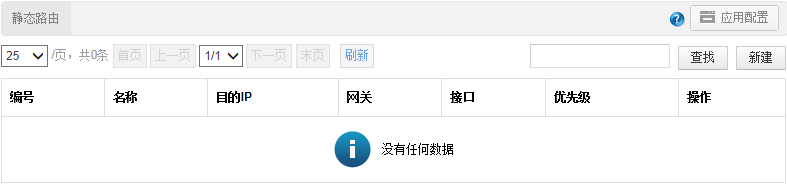 静态路由 ? 应用配置
25 /页，共0条 首页 上一页 1/1 下一页 末页 刷新 查找 新建
编号 名称 目的IP 网关 接口 优先级 操作
没有任何数据